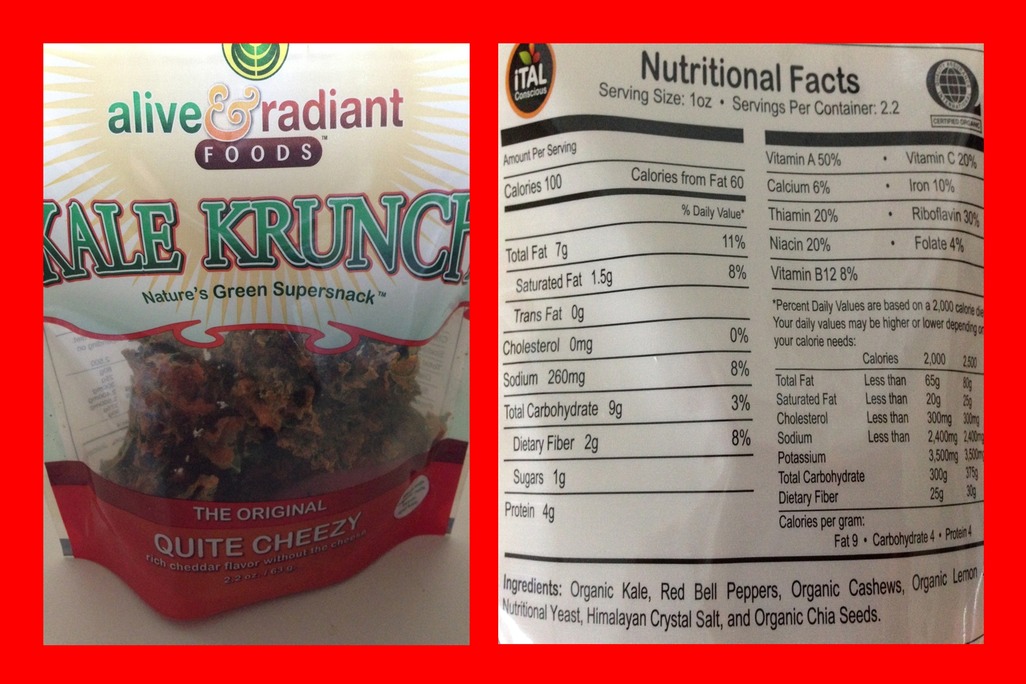 alive & radiant
FOODS™
KALE KRUNCH
Nature's Green Supersnack™
THE ORIGINAL
QUITE CHEEZY
rich cheddar flavor without the cheese
2.2 oz. / 63 g.
iTAL
Conscious
Nutritional Facts
Serving Size: 1oz • Servings Per Container: 2.2
CERTIFIED ORGANIC
Amount Per Serving
Calories 100 Calories from Fat 60
% Daily Value*
Total Fat 7g 11%
Saturated Fat 1.5g 8%
Trans Fat 0g
Cholesterol 0mg 0%
Sodium 260mg 8%
Total Carbohydrate 9g 3%
Dietary Fiber 2g 8%
Sugars 1g
Protein 4g
Vitamin A 50% • Vitamin C 20%
Calcium 6% • Iron 10%
Thiamin 20% • Riboflavin 30%
Niacin 20% • Folate 4%
Vitamin B12 8%
*Percent Daily Values are based on a 2,000 calorie die
Your daily values may be higher or lower depending on
your calorie needs:
Calories 2,000 2,500
Total Fat Less than 65g 80g
Saturated Fat Less than 20g 25g
Cholesterol Less than 300mg 300mg
Sodium Less than 2,400mg 2,400mg
Potassium 3,500mg 3,500mg
Total Carbohydrate 300g 375g
Dietary Fiber 25g 30g
Calories per gram:
Fat 9 • Carbohydrate 4 • Protein 4
Ingredients: Organic Kale, Red Bell Peppers, Organic Cashews, Organic Lemon
Nutritional Yeast, Himalayan Crystal Salt, and Organic Chia Seeds.